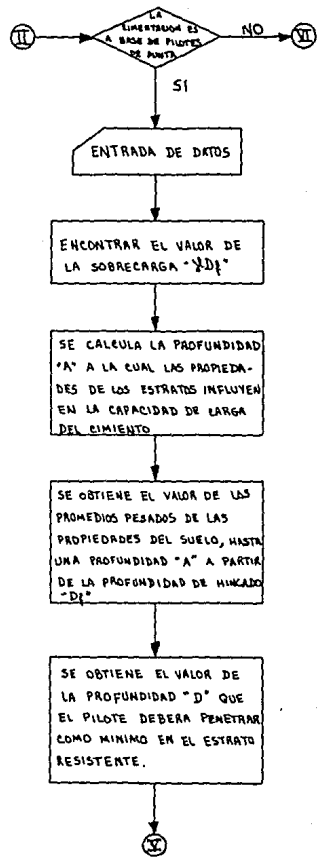 LA
CIMENTACION ES
A BASE DE PILOTES
DE PUNTA
II
NO
VI
SI
ENTRADA DE DATOS
ENCONTRAR EL VALOR DE
LA SOBRECARGA "γDf"
SE CALCULA LA PROFUNDIDAD
"A" A LA CUAL LAS PROPIEDA-
DES DE LOS ESTRATOS INFLUYEN
EN LA CAPACIDAD DE CARGA
DEL CIMIENTO
SE OBTIENE EL VALOR DE LOS
PROMEDIOS PESADOS DE LAS
PROPIEDADES DEL SUELO, HASTA
UNA PROFUNDIDAD "A" A PARTIR
DE LA PROFUNDIDAD DE HINCADO
"Df"
SE OBTIENE EL VALOR DE
LA PROFUNDIDAD "D" QUE
EL PILOTE DEBERA PENETRAR
COMO MINIMO EN EL ESTRATO
RESISTENTE.
V